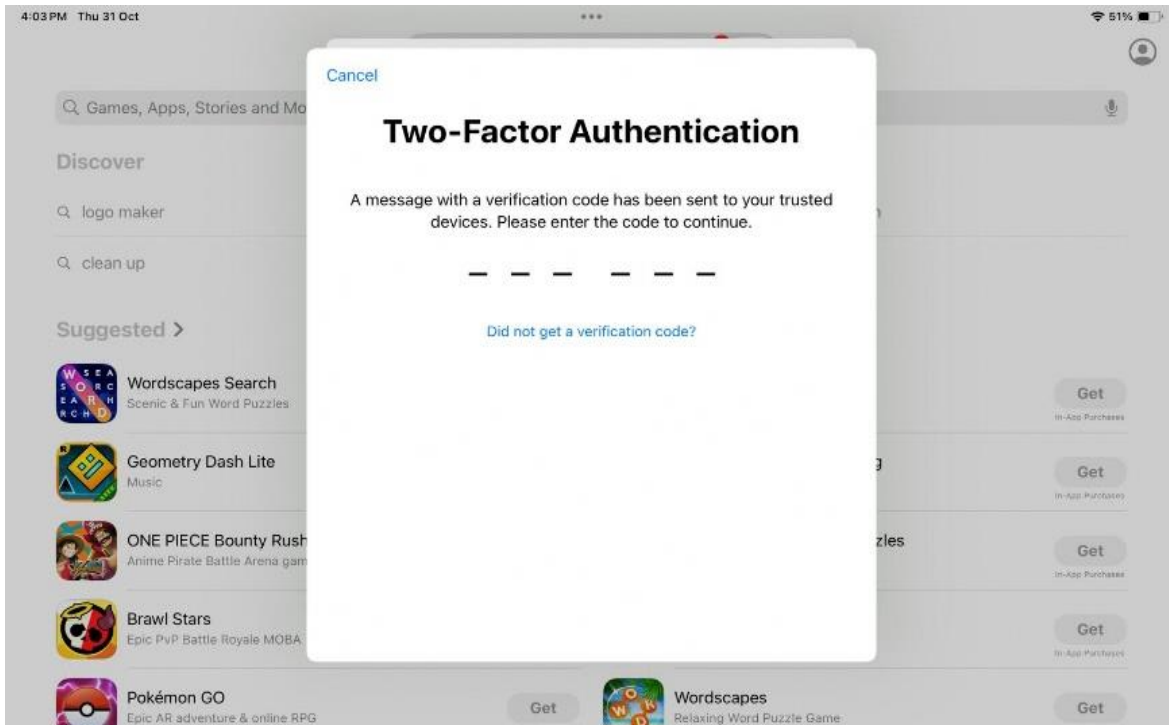 4:03 PM Thu 31 Oct
51%
Cancel
Two-Factor Authentication
A message with a verification code has been sent to your trusted
devices. Please enter the code to continue.
Did not get a verification code?
Games, Apps, Stories and Mo
Discover
logo maker
clean up
Suggested >
Wordscapes Search
Scenic & Fun Word Puzzles
Get
In-App Purchases
Geometry Dash Lite
Music
g
Get
In-App Purchases
ONE PIECE Bounty Rush
Anime Pirate Battle Arena gam
zles
Get
In-App Purchases
Brawl Stars
Epic PvP Battle Royale MOBA
Get
In-App Purchases
Pokémon GO
Epic AR adventure & online RPG
Get
Wordscapes
Relaxing Word Puzzle Game
Get